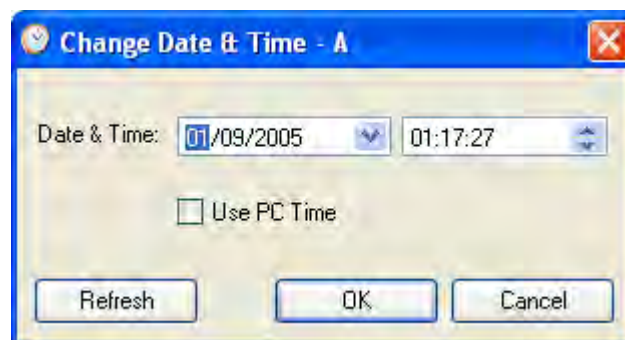 Change Date & Time - A
Date & Time: 01/09/2005 01:17:27
Use PC Time
Refresh OK Cancel